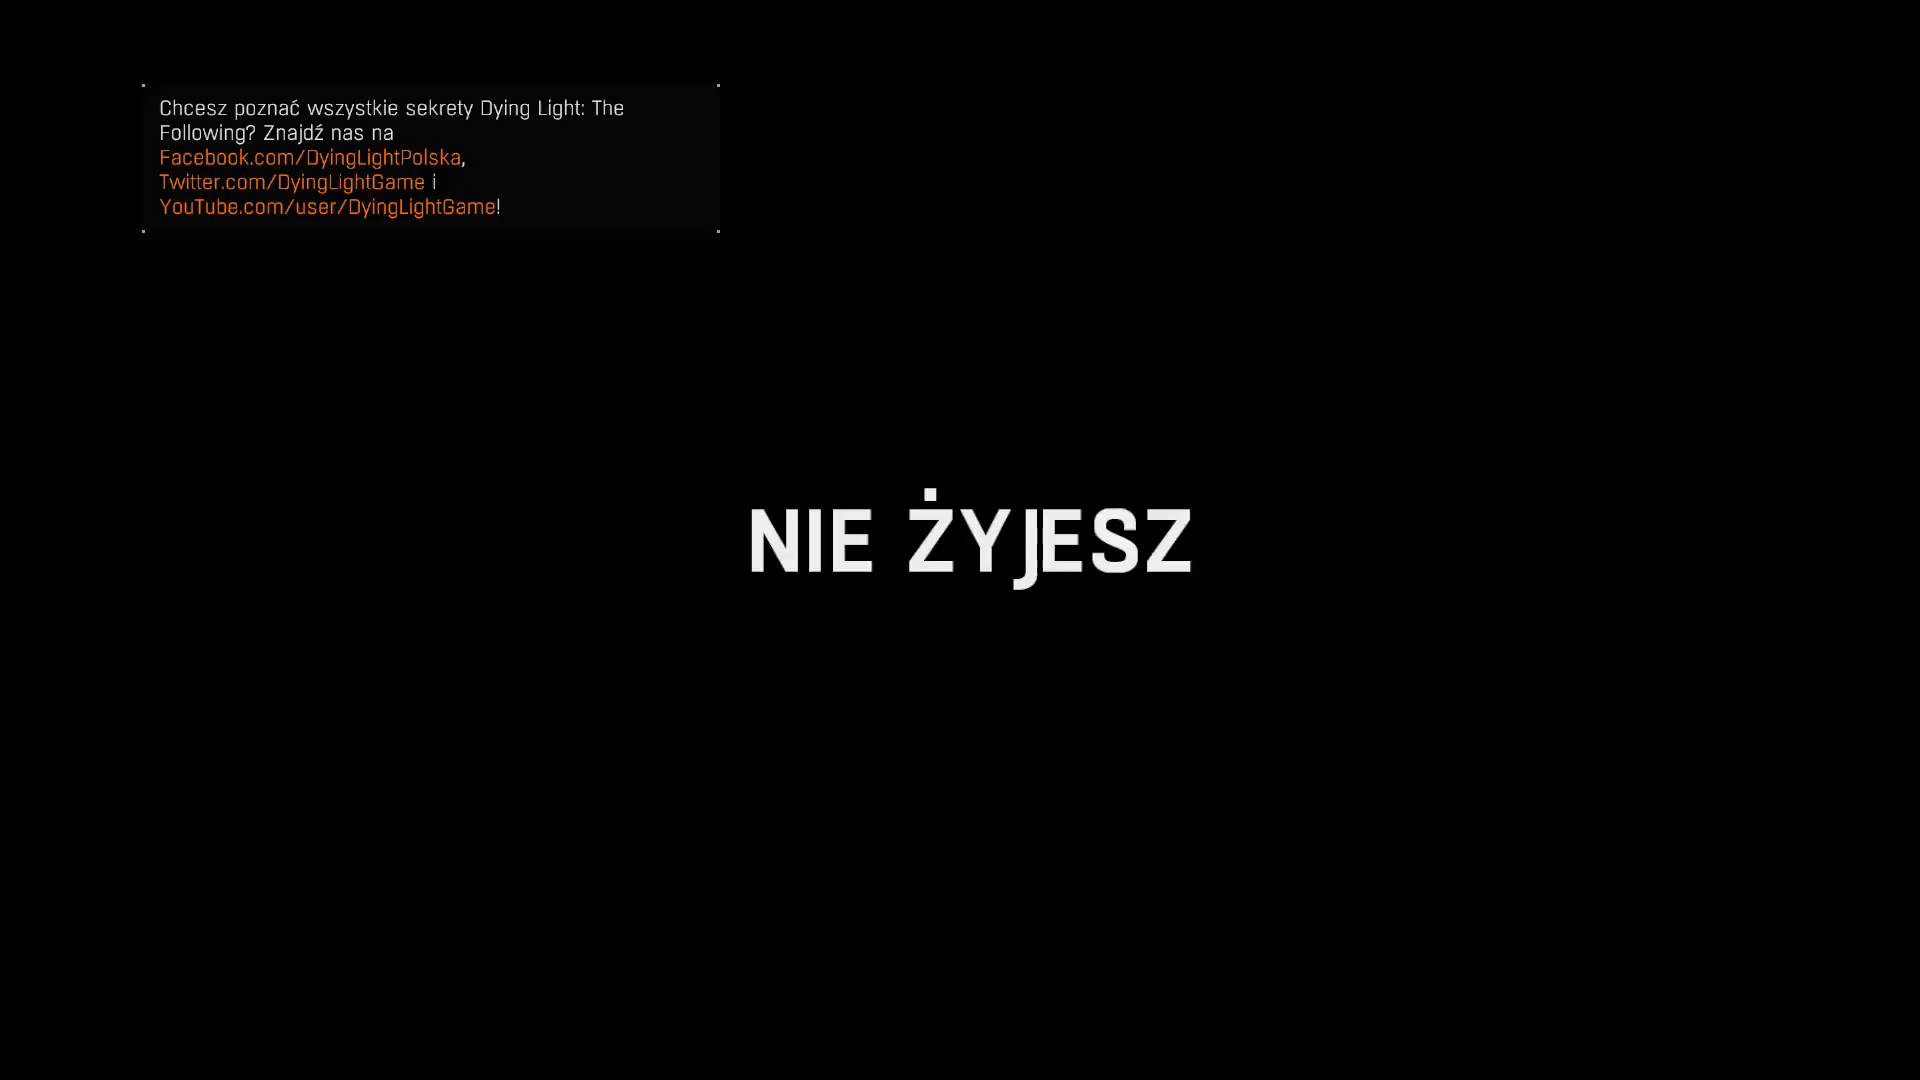 Chcesz poznać wszystkie sekrety Dying Light: The
Following? Znajdź nas na
Facebook.com/DyingLightPolska,
Twitter.com/DyingLightGame i
YouTube.com/user/DyingLightGame!
NIE ŻYJESZ